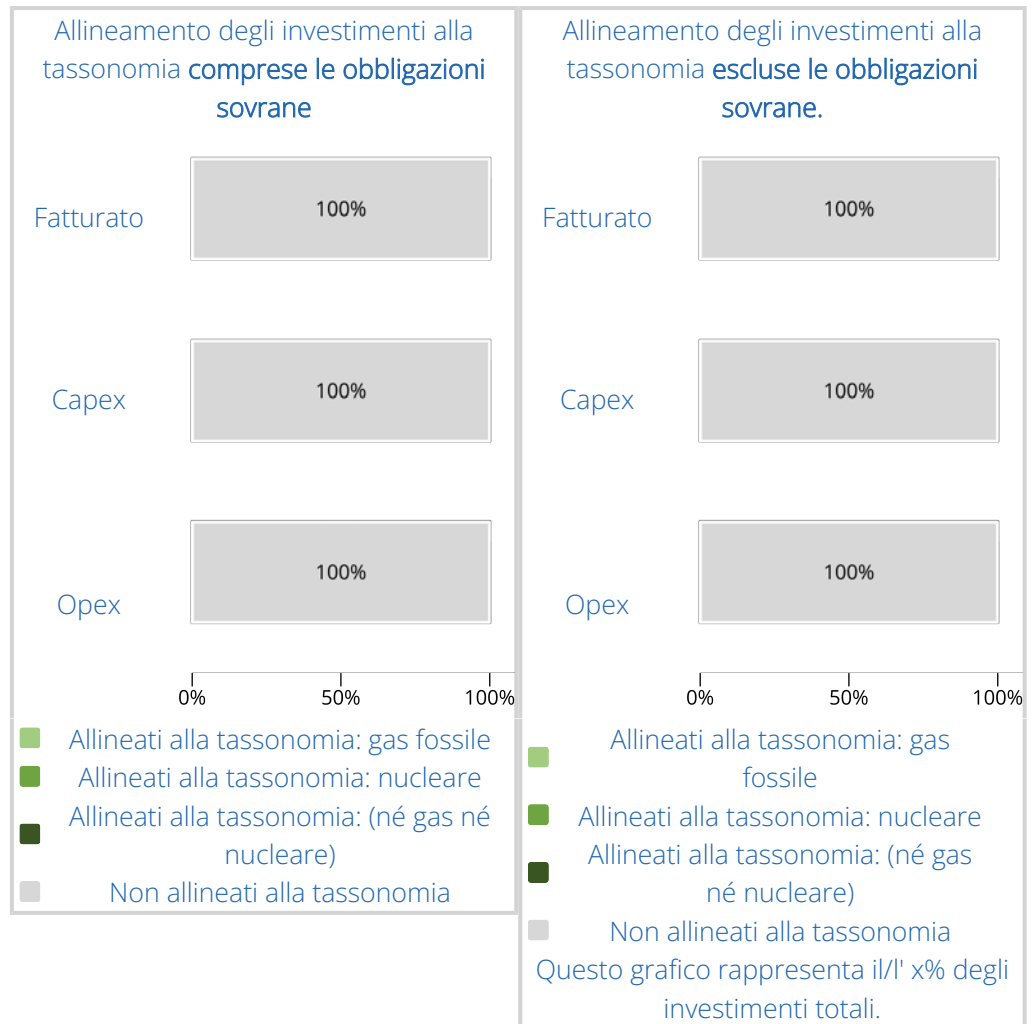 Allineamento degli investimenti alla
tassonomia comprese le obbligazioni
sovrane
Fatturato
100%
Capex
100%
Opex
100%
0% 50% 100%
Allineati alla tassonomia: gas fossile
Allineati alla tassonomia: nucleare
Allineati alla tassonomia: (né gas né
nucleare)
Non allineati alla tassonomia
Allineamento degli investimenti alla
tassonomia escluse le obbligazioni
sovrane.
Fatturato
100%
Capex
100%
Opex
100%
0% 50% 100%
Allineati alla tassonomia: gas
fossile
Allineati alla tassonomia: nucleare
Allineati alla tassonomia: (né gas
né nucleare)
Non allineati alla tassonomia
Questo grafico rappresenta il/l' x% degli
investimenti totali.